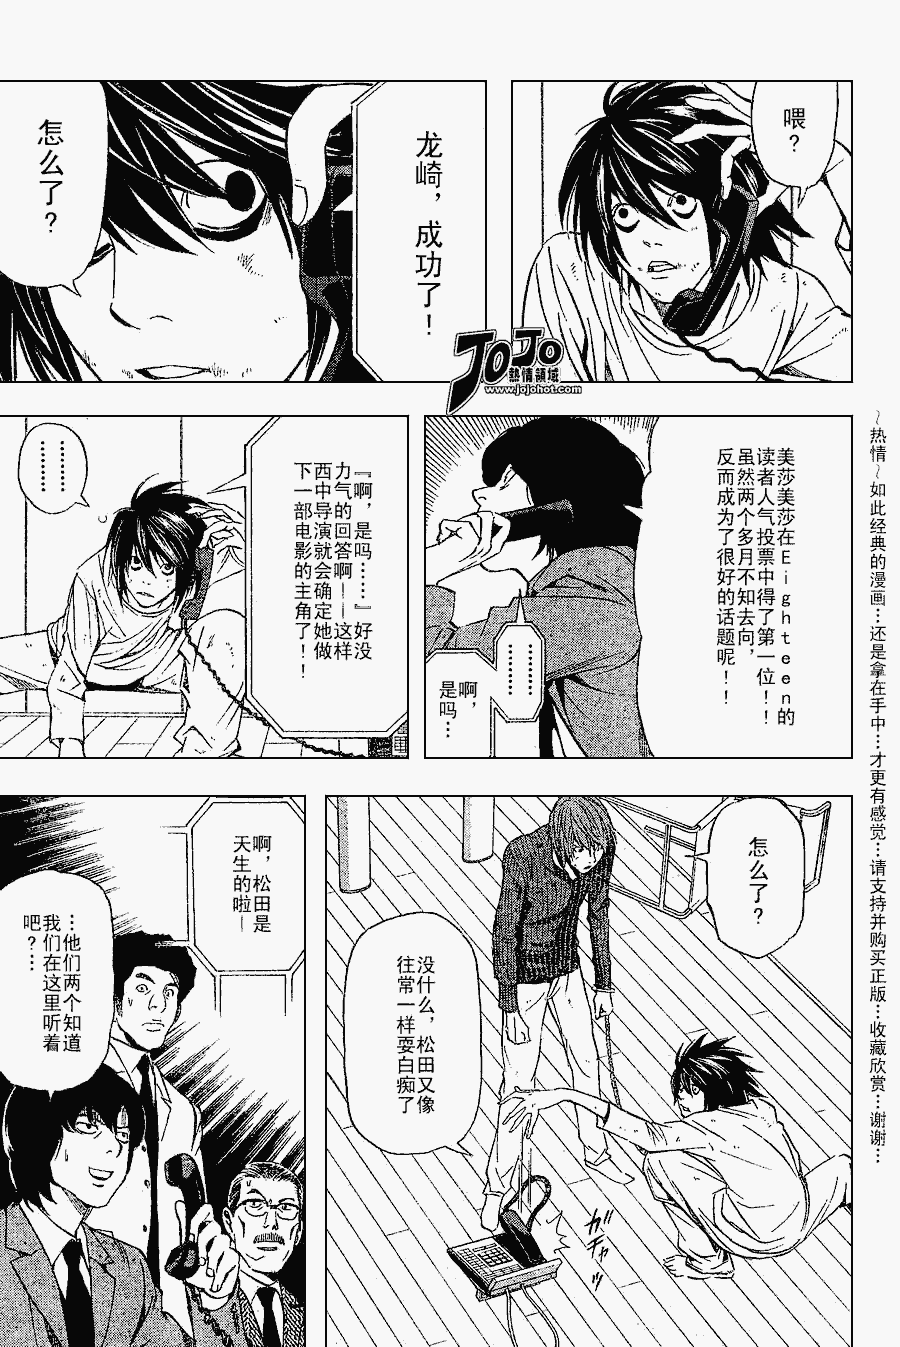 喂?
龙崎,成功了!
怎么了?
JOJO
熱情領域
www.jojohot.com
美莎美莎在Eighteen的
读者人气投票中得了第一位!!
虽然两个多月不知去向,
反而成为了很好的话题呢!!
………
啊,
是吗…
『啊,是吗……』好没
力气的回答啊——这样
西中导演就会确定她做
下一部电影的主角了!!
………
怎么了?
没什么,松田又像
往常一样耍白痴了
ガチャ
啊,松田是
天生的啦—
…他们两个知道
我们在这里听着
吧?…
~热情~如此经典的漫画…还是拿在手中…才更有感觉…请支持并购买正版…收藏欣赏…谢谢…